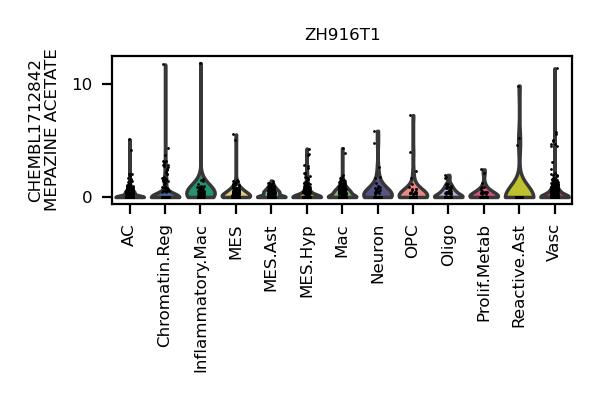 ZH916T1
CHEMBL1712842
MEPAZINE ACETATE
10
0
AC
Chromatin.Reg
Inflammatory.Mac
MES
MES.Ast
MES.Hyp
Mac
Neuron
OPC
Oligo
Prolif.Metab
Reactive.Ast
Vasc